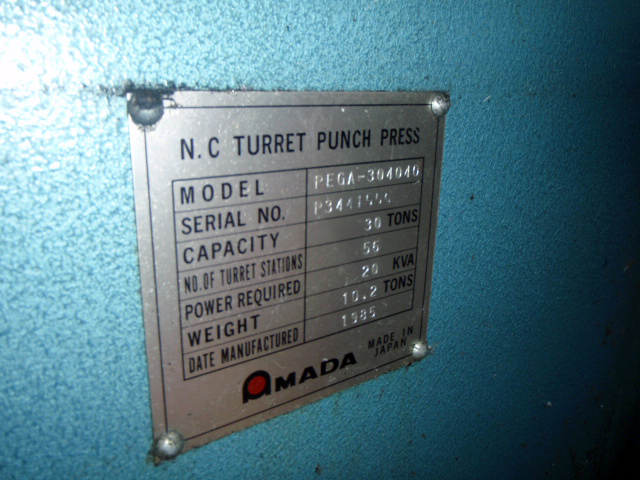 N.C TURRET PUNCH PRESS
MODEL PEGA-304040
SERIAL NO.
CAPACITY 30 TONS
NO.OF TURRET STATIONS 56
POWER REQUIRED 20 KVA
WEIGHT 10.2 TONS
DATE MANUFACTURED 1985
AMADA MADE IN
JAPAN